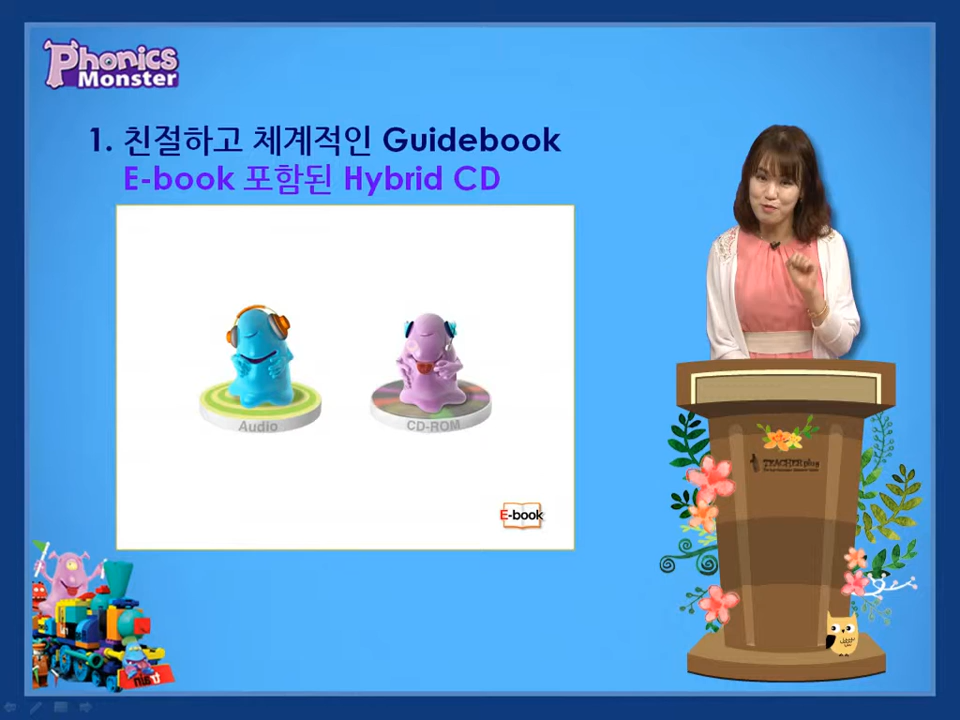 Phonics
Monster
1. 친절하고 체계적인 Guidebook
E-book 포함된 Hybrid CD
Audio
CD-ROM
E-book
TEACHER plus